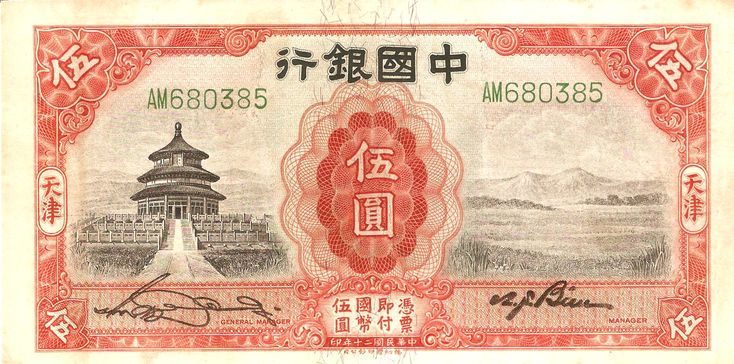 中國銀行
AM680385
AM680385
伍
伍
伍圓
天津
天津
憑票即付國幣伍圓
中華民國二十年印
GENERAL MANAGER
MANAGER
伍
伍